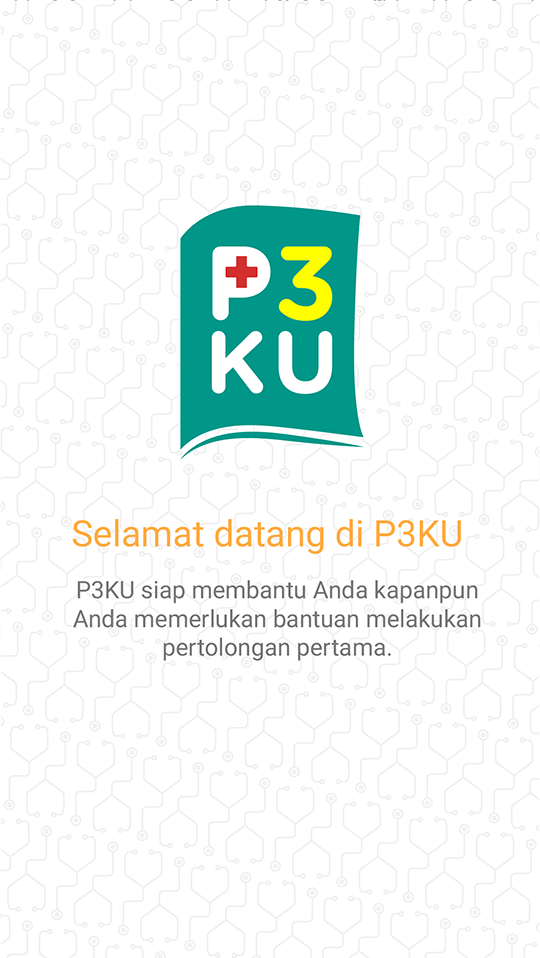 P3
KU
Selamat datang di P3KU
P3KU siap membantu Anda kapanpun
Anda memerlukan bantuan melakukan
pertolongan pertama.